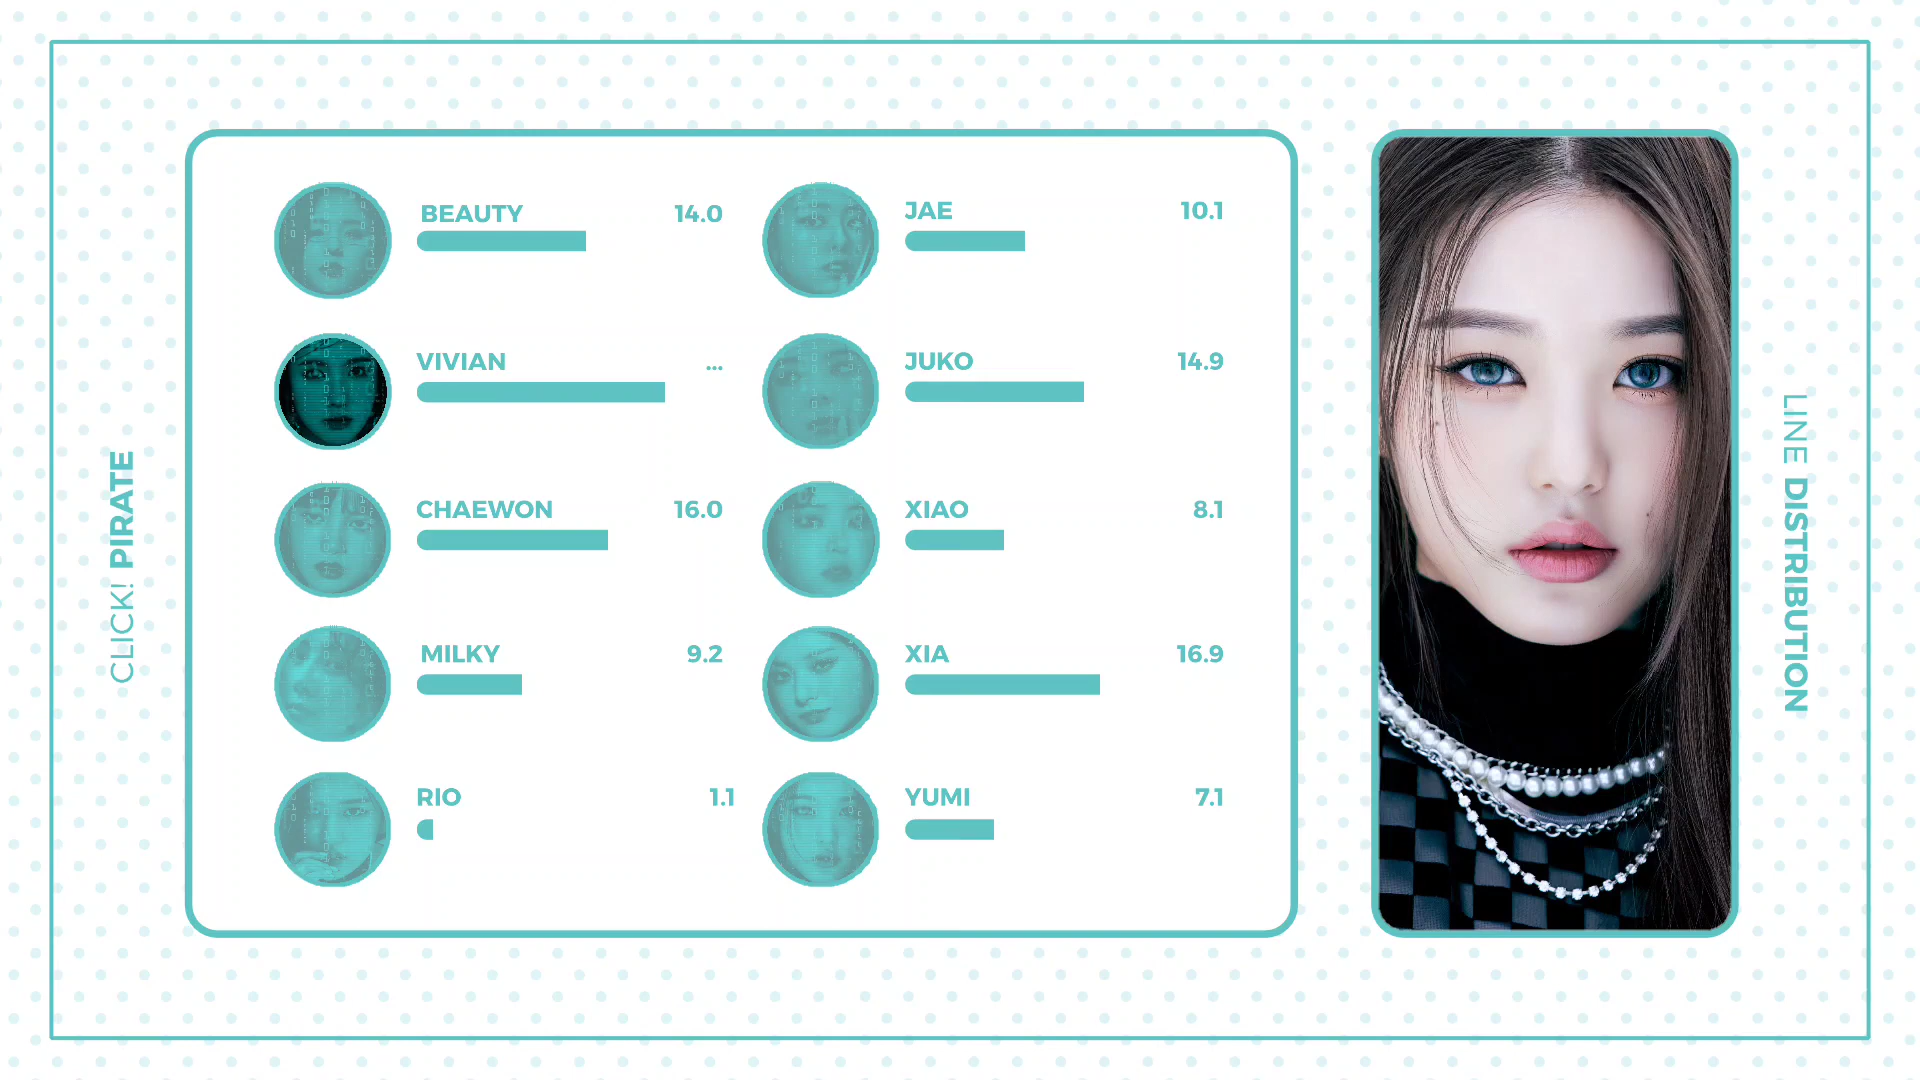 CLICK! PIRATE
BEAUTY 14.0
VIVIAN ...
CHAEWON 16.0
MILKY 9.2
RIO 1.1
JAE 10.1
JUKO 14.9
XIAO 8.1
XIA 16.9
YUMI 7.1
LINE DISTRIBUTION